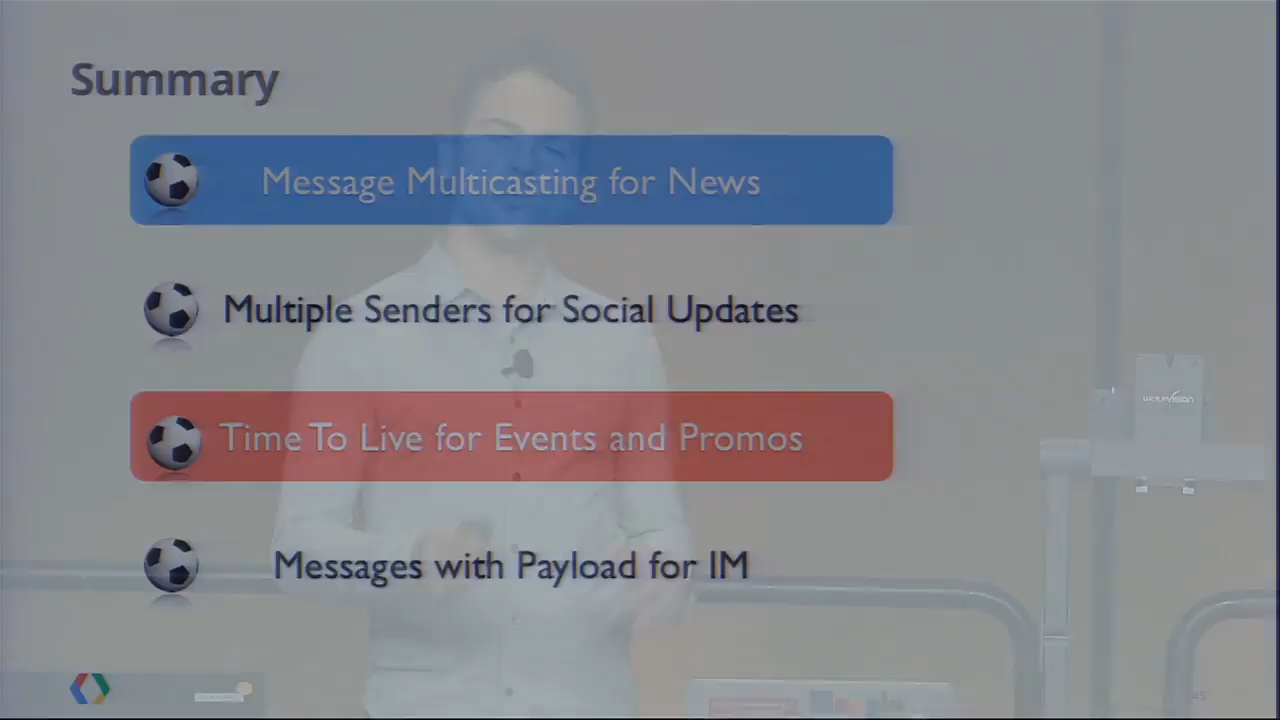 Summary
Message Multicasting for News
Multiple Senders for Social Updates
Time To Live for Events and Promos
Messages with Payload for IM